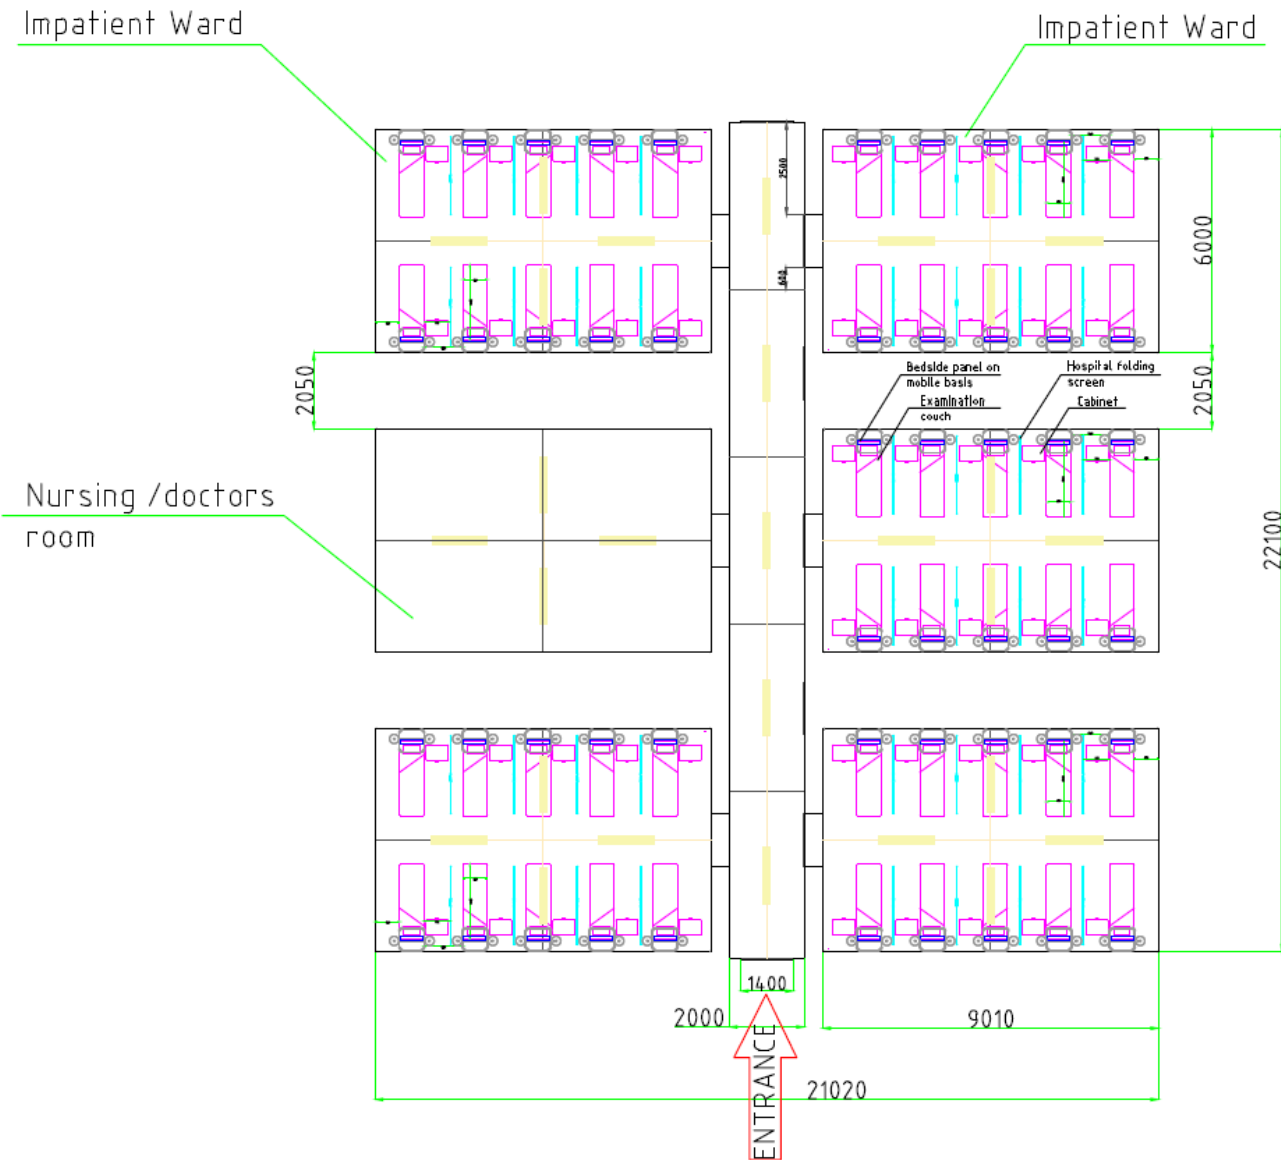 Impatient Ward
Impatient Ward
2500
600
6000
2050
2050
Bedside panel on
mobile basis
Examination
couch
Hospital folding
screen
Cabinet
Nursing /doctors
room
22100
1400
2000
9010
ENTRANCE
21020